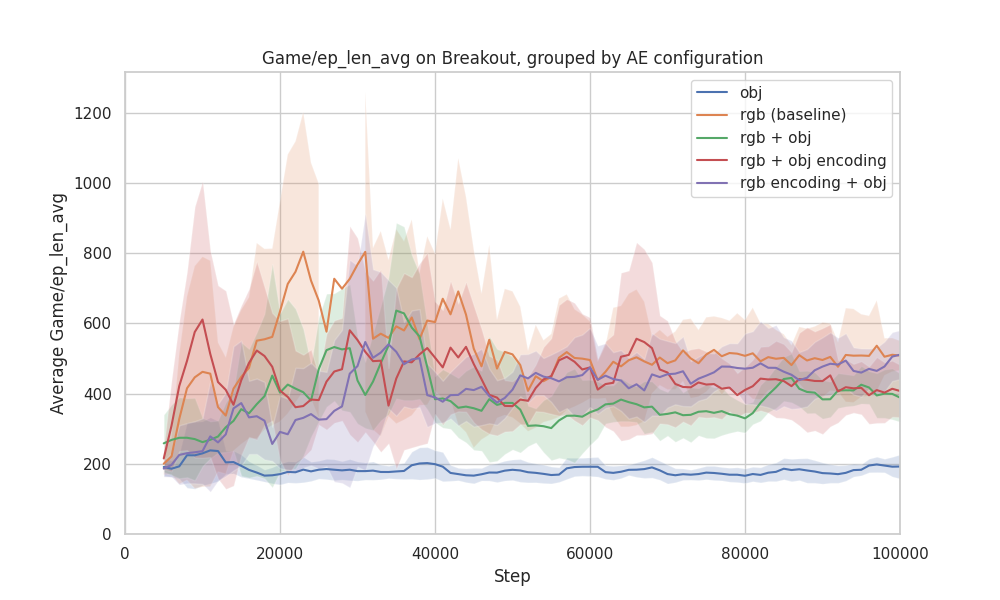 Game/ep_len_avg on Breakout, grouped by AE configuration
obj
rgb (baseline)
rgb + obj
rgb + obj encoding
rgb encoding + obj
Average Game/ep_len_avg
1200
1000
800
600
400
200
0
0 20000 40000 60000 80000 100000
Step